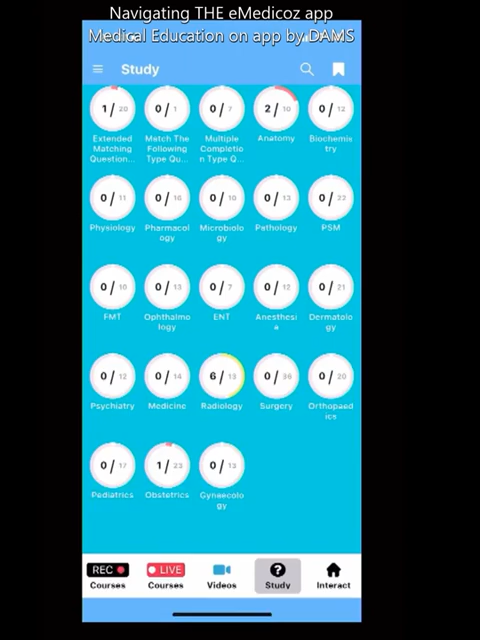 Navigating THE eMedicoz app
Medical Education on app by DAMS
Study
1/ 20
0/ 1
0/ 7
2/ 10
0/ 12
Extended
Matching
Question...
Match The
Following
Type Qu...
Multiple
Completio
n Type Q...
Anatomy
Biochemis
try
0/ 11
0/ 16
0/ 10
0/ 13
0/ 22
Physiology
Pharmacol
ogy
Microbiolo
gy
Pathology
PSM
0/ 10
0/ 13
0/ 7
0/ 12
0/ 21
FMT
Ophthalmo
logy
ENT
Anesthesi
a
Dermatolo
gy
0/ 12
0/ 14
6/ 13
0/ 36
0/ 20
Psychiatry
Medicine
Radiology
Surgery
Orthopaed
ics
0/ 17
1/ 23
0/ 13
Pediatrics
Obstetrics
Gynaecolo
gy
REC
LIVE
Courses
Courses
Videos
Study
Interact